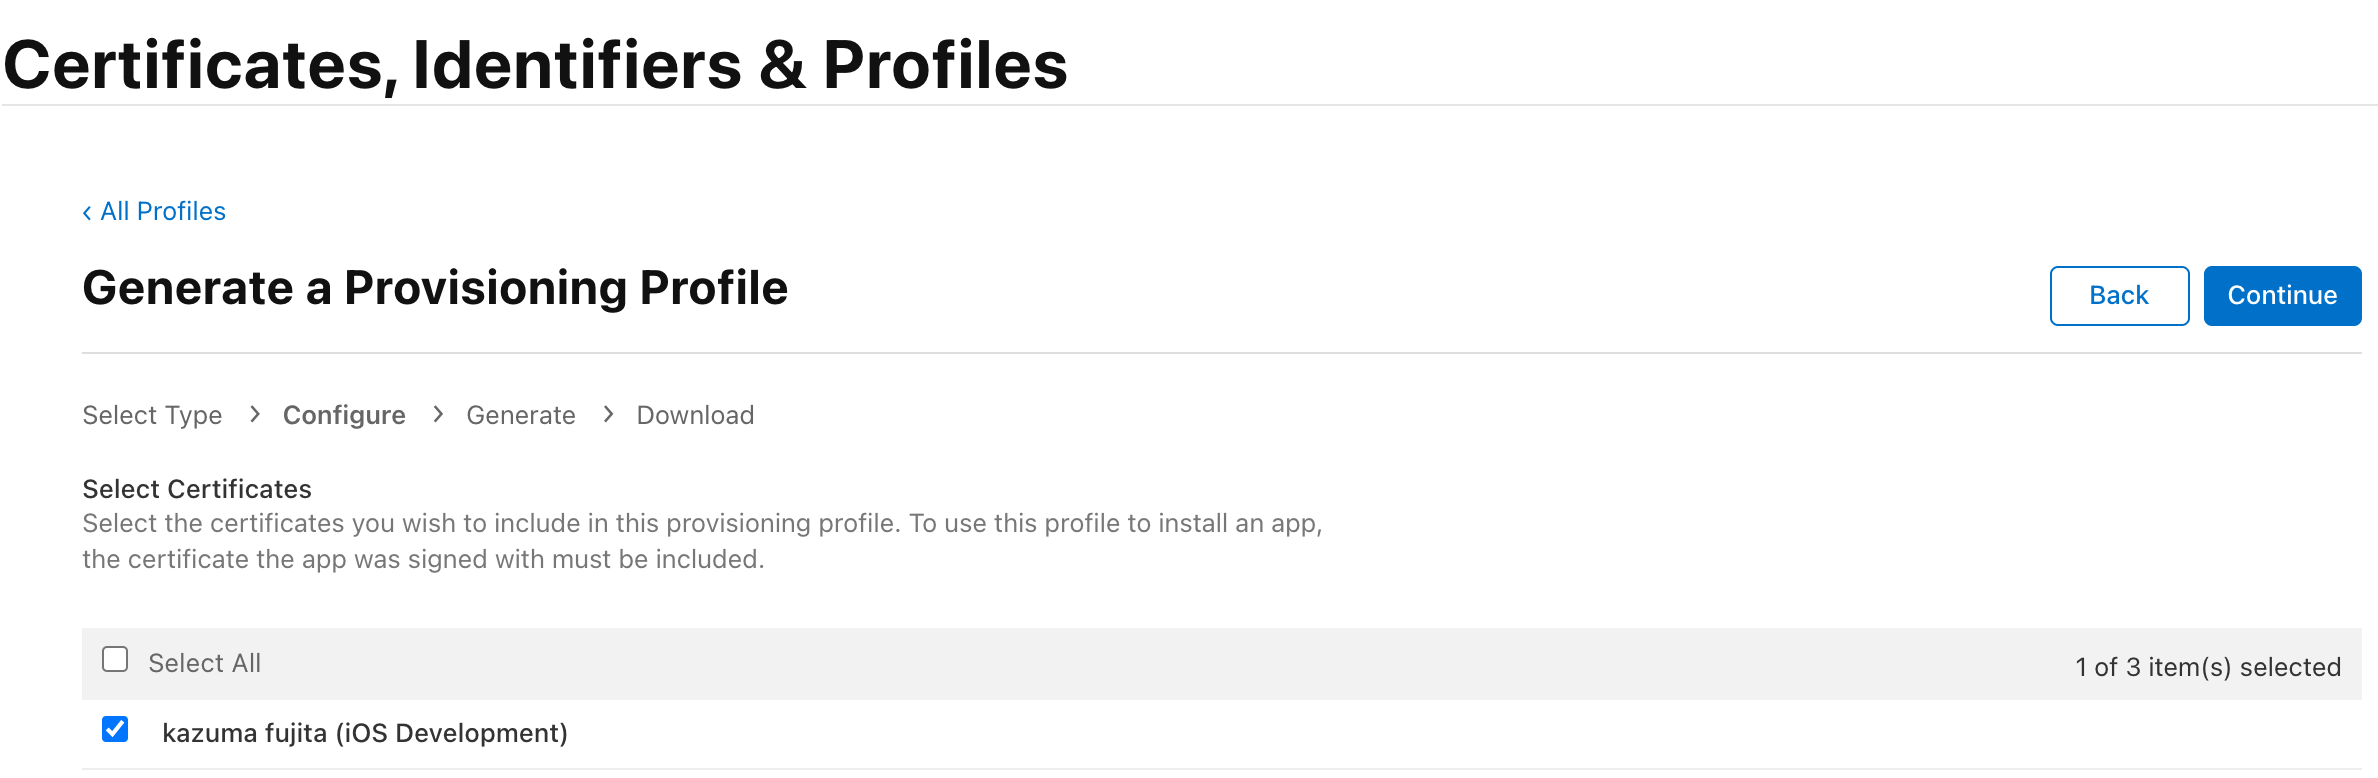 Certificates, Identifiers & Profiles
‹ All Profiles
Generate a Provisioning Profile
Back
Continue
Select Type > Configure > Generate > Download
Select Certificates
Select the certificates you wish to include in this provisioning profile. To use this profile to install an app,
the certificate the app was signed with must be included.
Select All
1 of 3 item(s) selected
kazuma fujita (iOS Development)